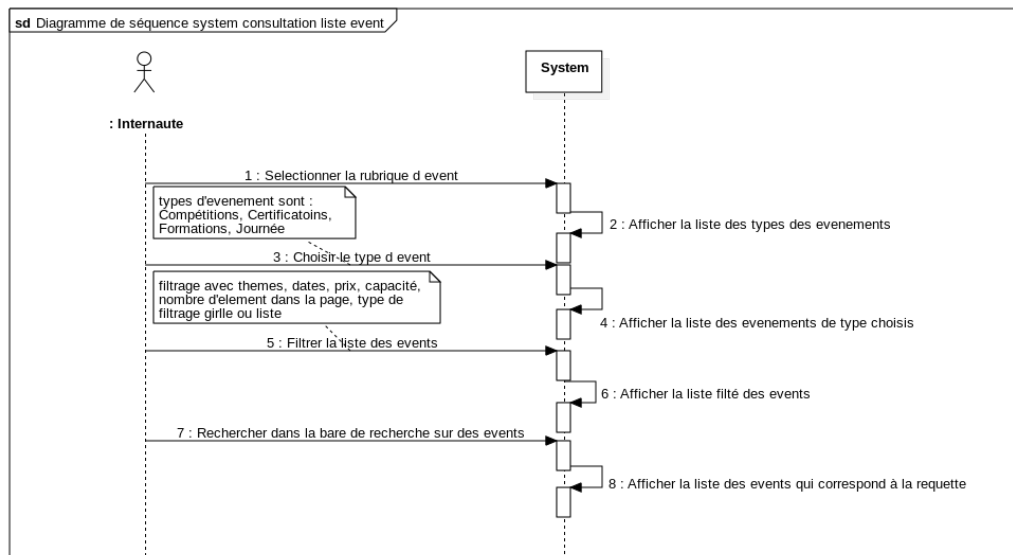 sd Diagramme de séquence system consultation liste event
System
: Internaute
1 : Selectionner la rubrique d event
types d'evenement sont :
Compétitions, Certificatoins,
Formations, Journée
2 : Afficher la liste des types des evenements
3 : Choisir le type d event
filtrage avec themes, dates, prix, capacité,
nombre d'element dans la page, type de
filtrage girlle ou liste
4 : Afficher la liste des evenements de type choisis
5 : Filtrer la liste des events
6 : Afficher la liste filté des events
7 : Rechercher dans la bare de recherche sur des events
8 : Afficher la liste des events qui correspond à la requette